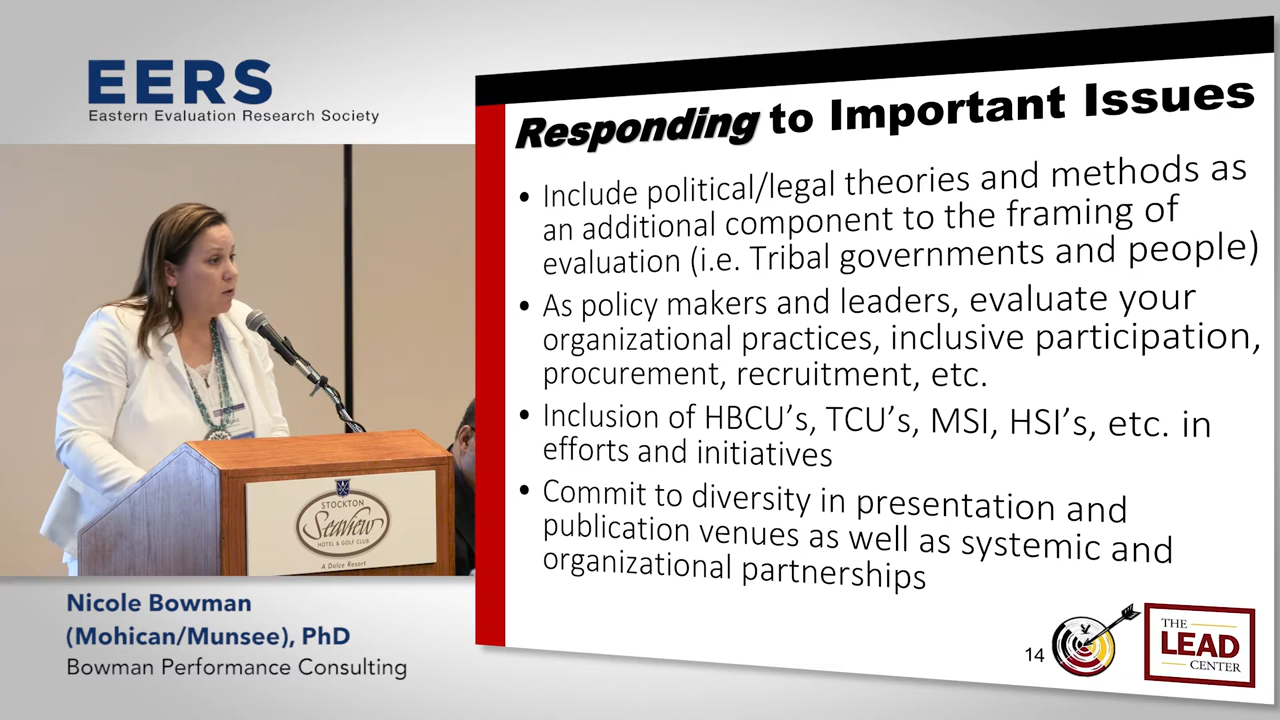 EERS
Eastern Evaluation Research Society
Responding to Important Issues
• Include political/legal theories and methods as
an additional component to the framing of
evaluation (i.e. Tribal governments and people)
• As policy makers and leaders, evaluate your
organizational practices, inclusive participation,
procurement, recruitment, etc.
• Inclusion of HBCU’s, TCU’s, MSI, HSI’s, etc. in
efforts and initiatives
• Commit to diversity in presentation and
publication venues as well as systemic and
organizational partnerships
14
THE
LEAD
CENTER
STOCKTON
Seaview
HOTEL & GOLF CLUB
A Dolce Resort
Nicole Bowman
(Mohican/Munsee), PhD
Bowman Performance Consulting